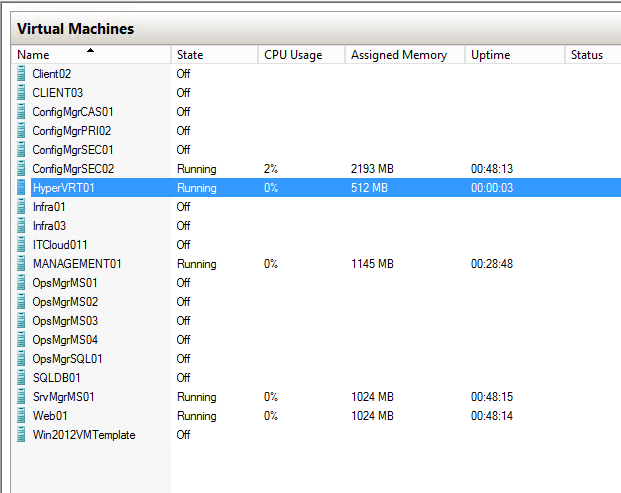 Virtual Machines
Name State CPU Usage Assigned Memory Uptime Status
Client02 Off
CLIENT03 Off
ConfigMgrCAS01 Off
ConfigMgrPRI02 Off
ConfigMgrSEC01 Off
ConfigMgrSEC02 Running 2% 2193 MB 00:48:13
HyperVRT01 Running 0% 512 MB 00:00:03
Infra01 Off
Infra03 Off
ITCloud011 Off
MANAGEMENT01 Running 0% 1145 MB 00:28:48
OpsMgrMS01 Off
OpsMgrMS02 Off
OpsMgrMS03 Off
OpsMgrMS04 Off
OpsMgrSQL01 Off
SQLDB01 Off
SrvMgrMS01 Running 0% 1024 MB 00:48:15
Web01 Running 0% 1024 MB 00:48:14
Win2012VMTemplate Off